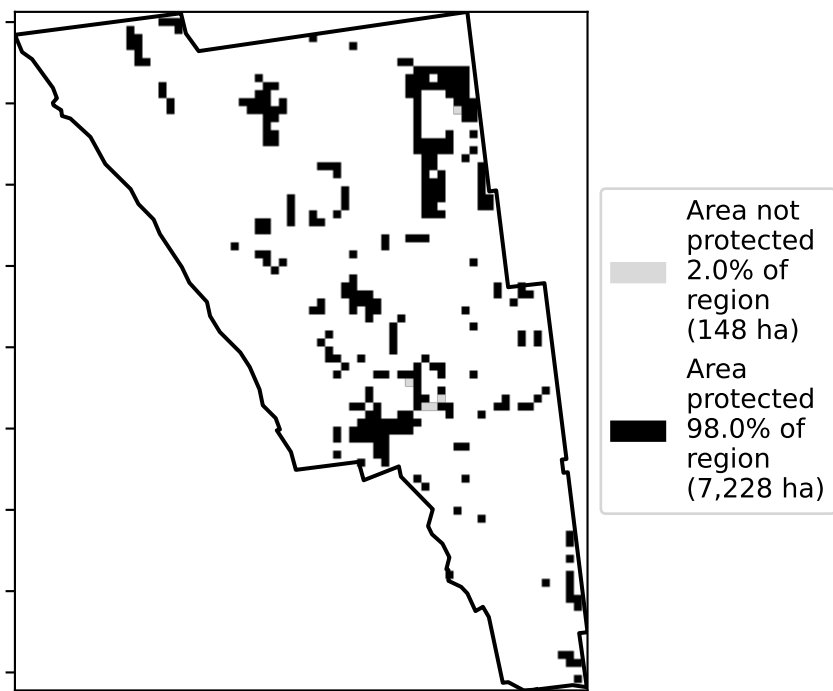 Area not
protected
2.0% of
region
(148 ha)
Area
protected
98.0% of
region
(7,228 ha)